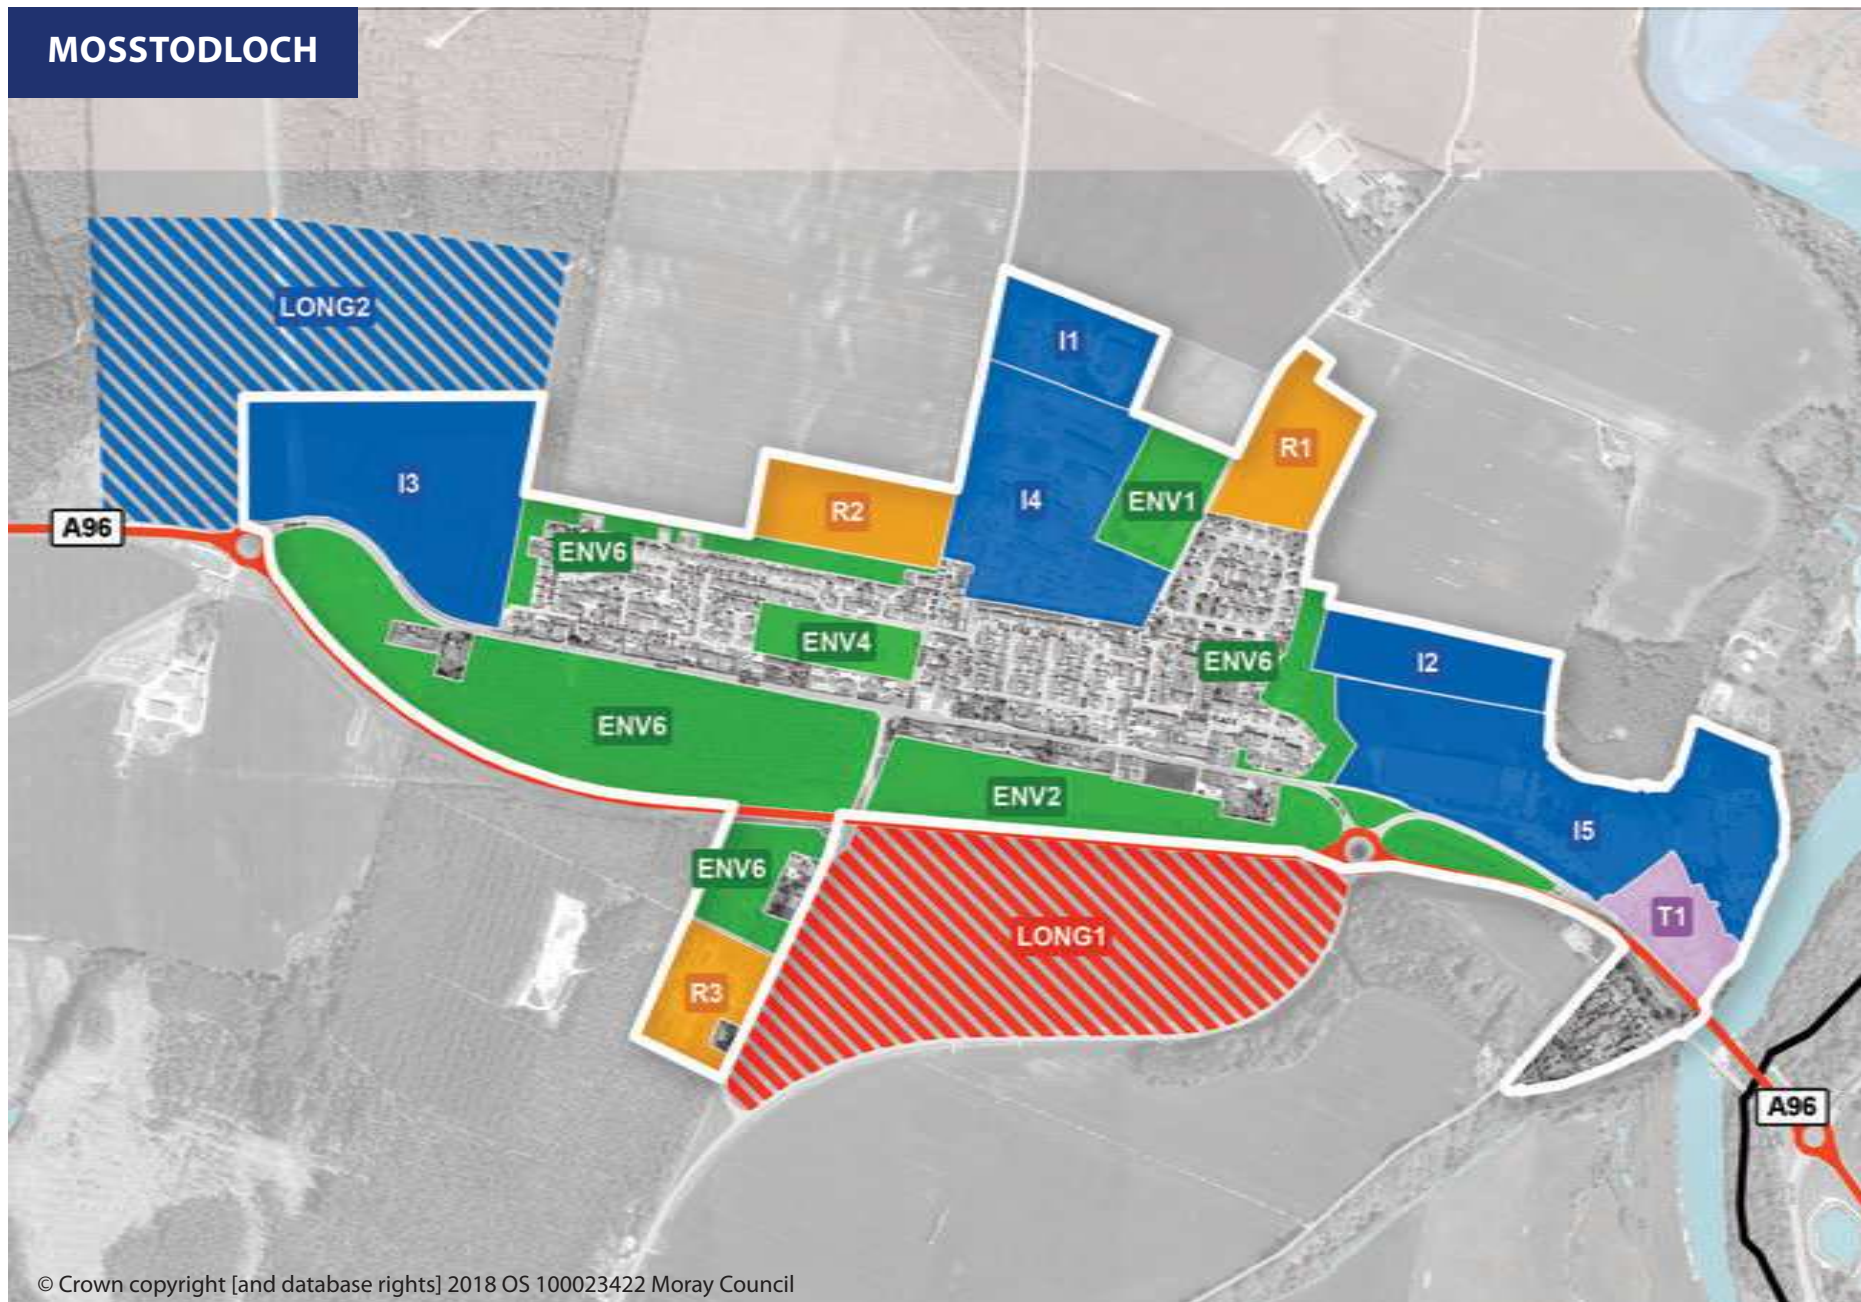 MOSSTODLOCH
LONG2
I1
R1
I3
I4
ENV1
R2
A96
ENV6
ENV4
ENV6
I2
ENV6
ENV2
I5
ENV6
T1
LONG1
R3
A96
© Crown copyright [and database rights] 2018 OS 100023422 Moray Council